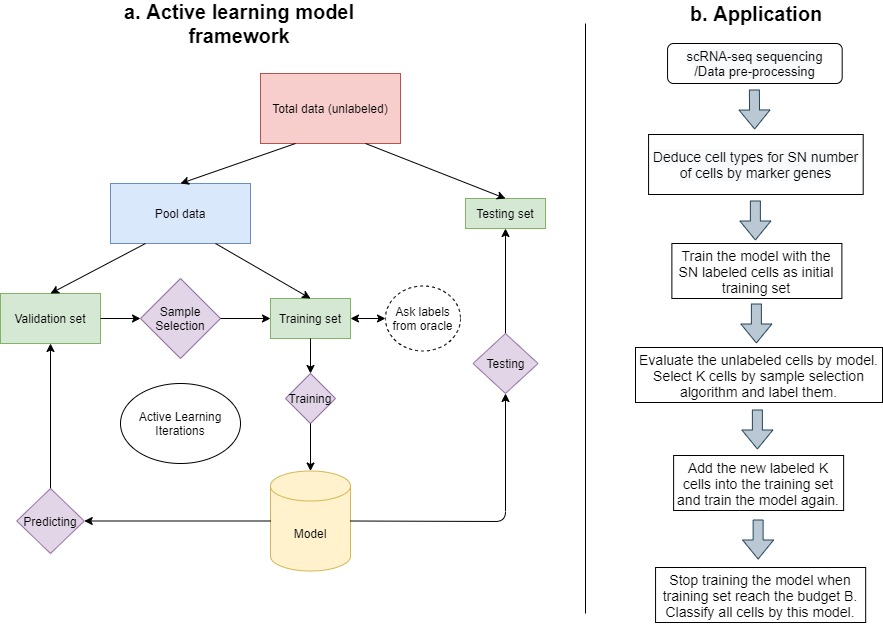 a. Active learning model
framework
Total data (unlabeled)
Pool data
Testing set
Validation set
Sample
Selection
Training set
Ask labels
from oracle
Testing
Training
Active Learning
Iterations
Predicting
Model
b. Application
scRNA-seq sequencing
/Data pre-processing
Deduce cell types for SN number
of cells by marker genes
Train the model with the
SN labeled cells as initial
training set
Evaluate the unlabeled cells by model.
Select K cells by sample selection
algorithm and label them.
Add the new labeled K
cells into the training set
and train the model again.
Stop training the model when
training set reach the budget B.
Classify all cells by this model.